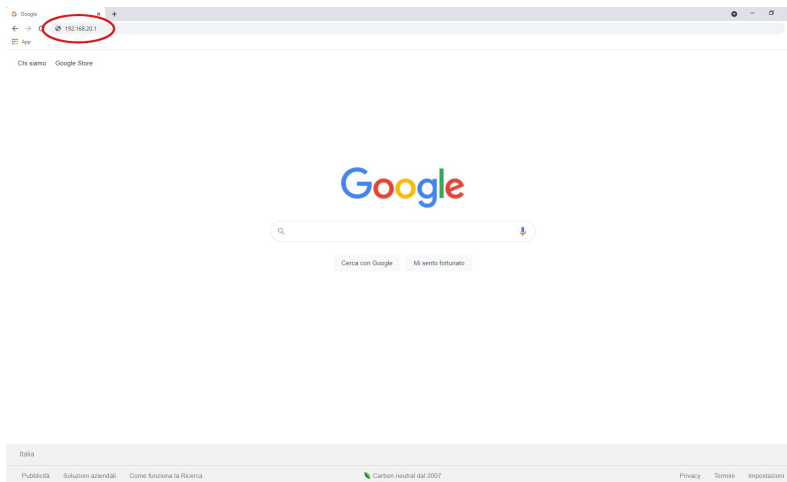 Google
192.168.20.1
App
Chi siamo Google Store
Google
Cerca con Google Mi sento fortunato
Italia
Pubblicità Soluzioni aziendali Come funziona la Ricerca Carbon neutral dal 2007 Privacy Termini Impostazioni